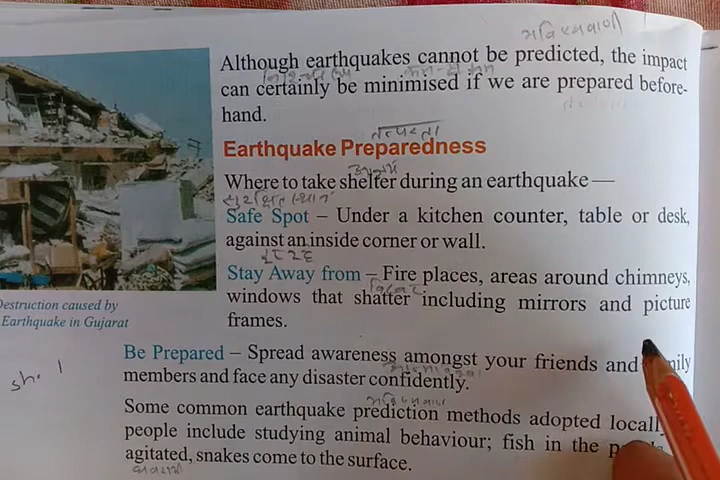 भविष्यवाणी
Although earthquakes cannot be predicted, the impact
can certainly be minimised if we are prepared before-
hand.
Earthquake Preparedness
Where to take shelter during an earthquake —
Safe Spot – Under a kitchen counter, table or desk,
against an inside corner or wall.
Stay Away from – Fire places, areas around chimneys,
windows that shatter including mirrors and picture
frames.
Destruction caused by
Earthquake in Gujarat
Be Prepared – Spread awareness amongst your friends and
members and face any disaster confidently.
sh. 1
Some common earthquake prediction methods adopted
people include studying animal behaviour; fish in the
agitated, snakes come to the surface.